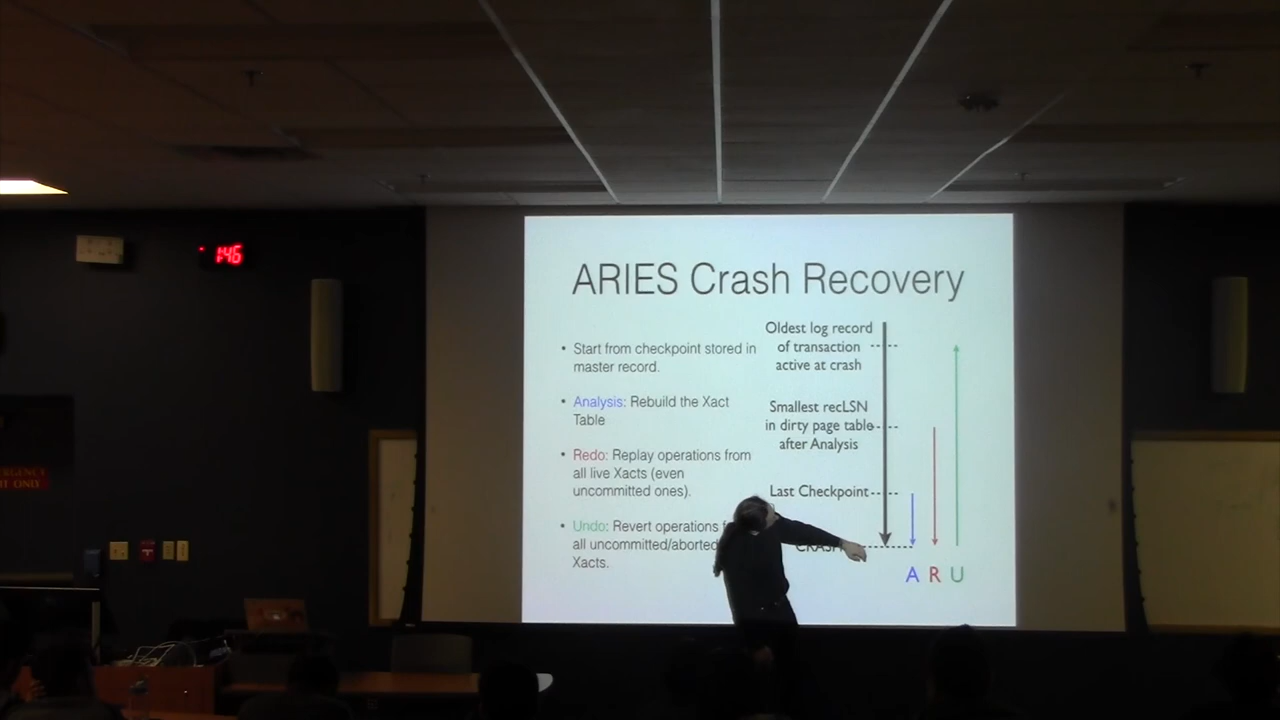 1:46
ARIES Crash Recovery
• Start from checkpoint stored in
master record.
• Analysis: Rebuild the Xact
Table
• Redo: Replay operations from
all live Xacts (even
uncommitted ones).
• Undo: Revert operations
all uncommitted/aborted
Xacts.
Oldest log record
of transaction
active at crash
Smallest recLSN
in dirty page table
after Analysis
Last Checkpoint
CRASH
A R U
ONLY